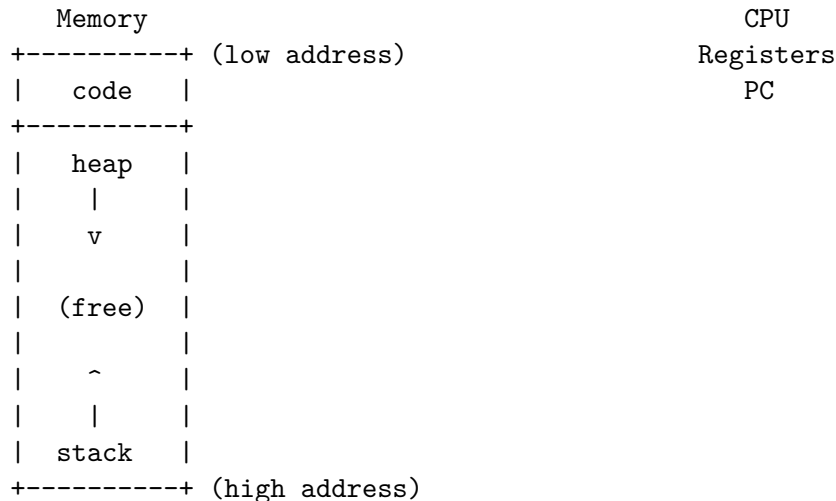 Memory CPU
+----------+ (low address) Registers
| code | PC
+----------+
| heap |
| | |
| v |
| |
| (free) |
| |
| ^ |
| | |
| stack |
+----------+ (high address)